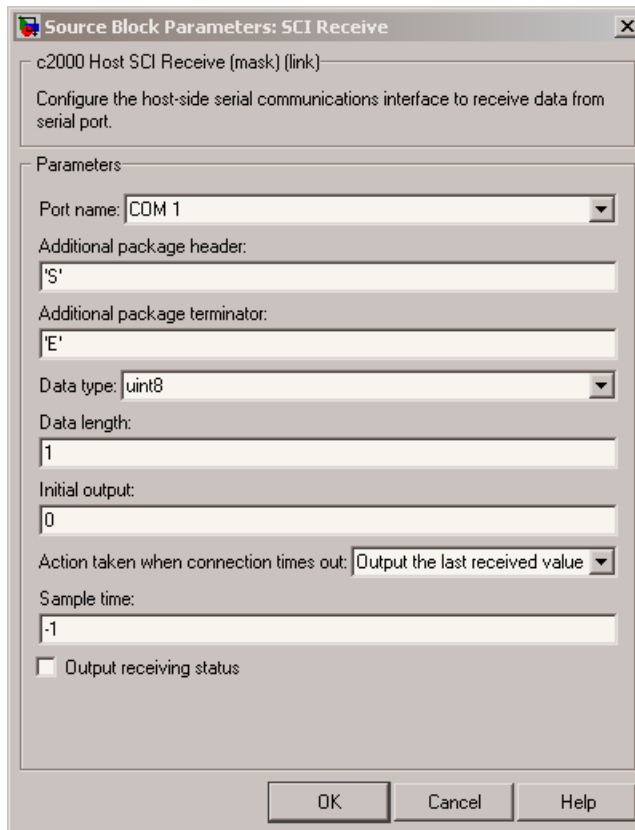 Source Block Parameters: SCI Receive
c2000 Host SCI Receive (mask) (link)
Configure the host-side serial communications interface to receive data from
serial port.
Parameters
Port name: COM 1
Additional package header:
'S'
Additional package terminator:
'E'
Data type: uint8
Data length:
1
Initial output:
0
Action taken when connection times out: Output the last received value
Sample time:
-1
Output receiving status
OK Cancel Help